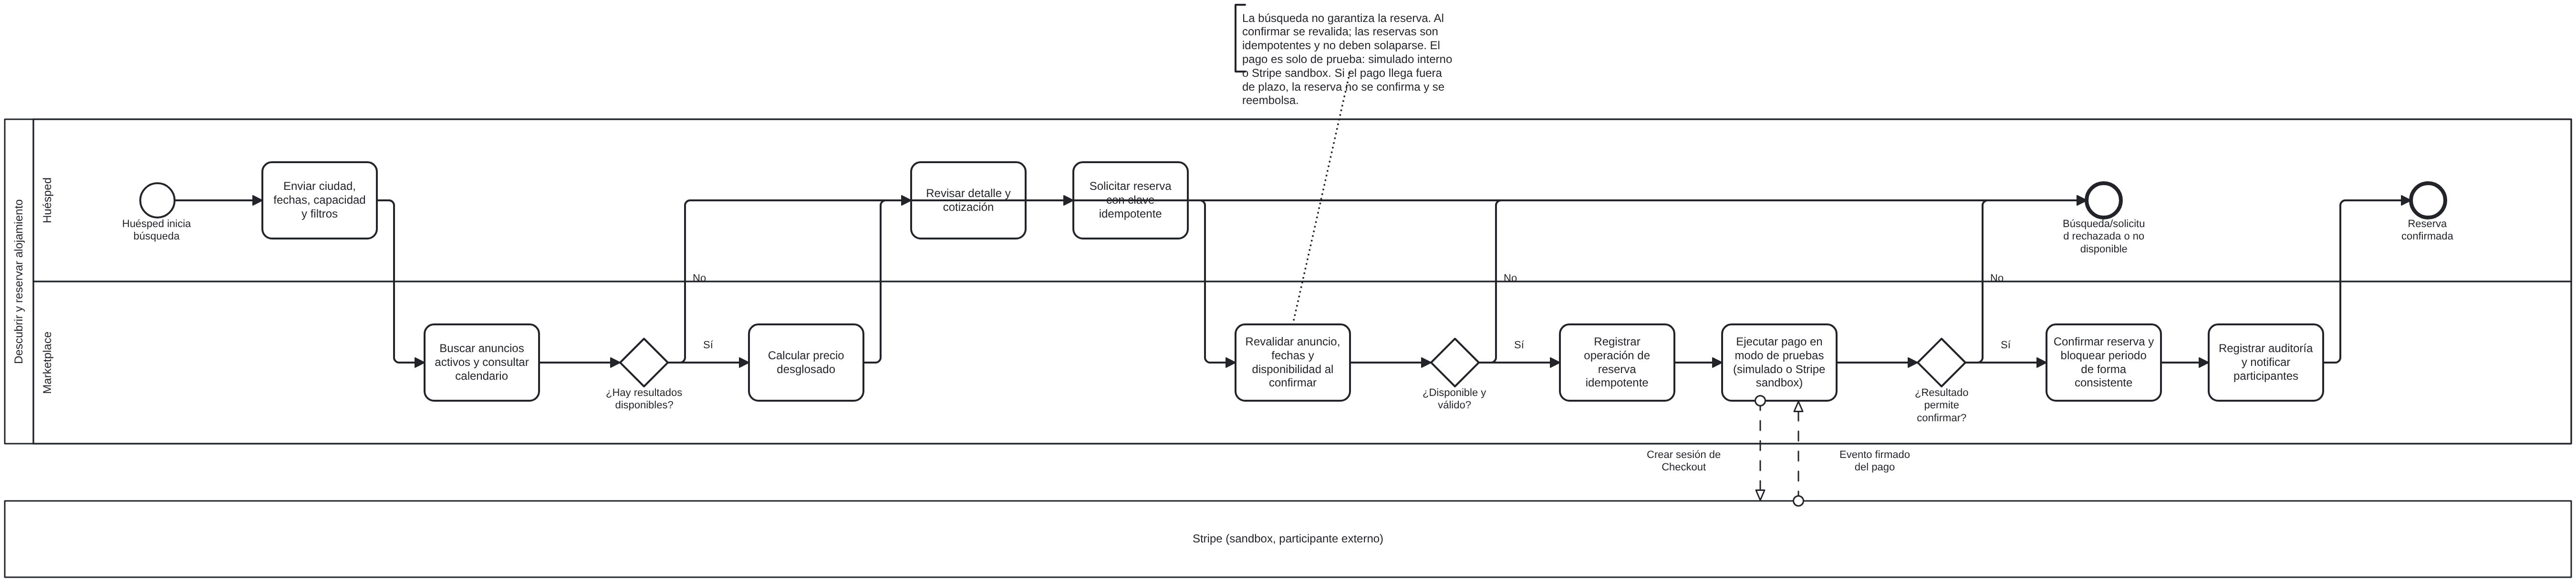 La búsqueda no garantiza la reserva. Al
confirmar se revalida; las reservas son
idempotentes y no deben solaparse. El
pago es solo de prueba: simulado interno
o Stripe sandbox. Si el pago llega fuera
de plazo, la reserva no se confirma y se
reembolsa.
Descubrir y reservar alojamiento
Huésped
Huésped inicia
búsqueda
Enviar ciudad,
fechas, capacidad
y filtros
Revisar detalle y
cotización
Solicitar reserva
con clave
idempotente
Búsqueda/solicitu
d rechazada o no
disponible
Reserva
confirmada
No
No
No
Marketplace
Buscar anuncios
activos y consultar
calendario
¿Hay resultados
disponibles?
Sí
Calcular precio
desglosado
Revalidar anuncio,
fechas y
disponibilidad al
confirmar
¿Disponible y
válido?
Sí
Registrar
operación de
reserva
idempotente
Ejecutar pago en
modo de pruebas
(simulado o Stripe
sandbox)
¿Resultado
permite
confirmar?
Sí
Confirmar reserva y
bloquear periodo
de forma
consistente
Registrar auditoría
y notificar
participantes
Crear sesión de
Checkout
Evento firmado
del pago
Stripe (sandbox, participante externo)